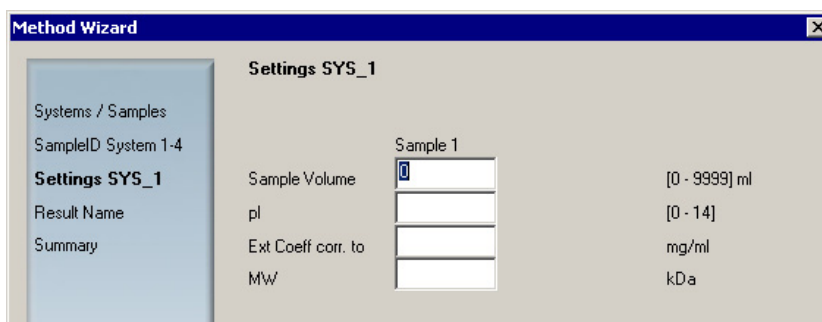 Method Wizard
Settings SYS_1
Systems / Samples
SampleID System 1-4
Settings SYS_1
Result Name
Summary
Sample 1
Sample Volume 0 [0 - 9999] ml
pI [0 - 14]
Ext Coeff corr. to mg/ml
MW kDa